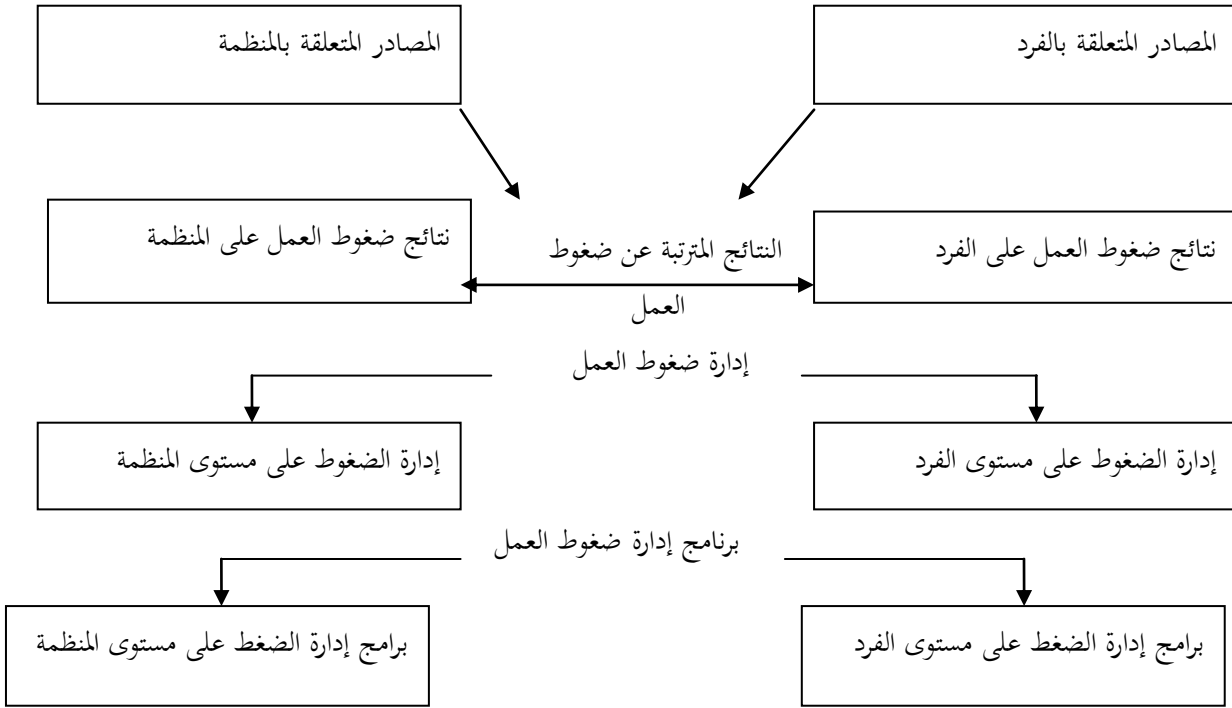 المصادر المتعلقة بالفرد
المصادر المتعلقة بالمنظمة
نتائج ضغوط العمل على الفرد
النتائج المترتبة عن ضغوط
العمل
نتائج ضغوط العمل على المنظمة
إدارة ضغوط العمل
إدارة الضغوط على مستوى الفرد
إدارة الضغوط على مستوى المنظمة
برنامج إدارة ضغوط العمل
برامج إدارة الضغط على مستوى الفرد
برامج إدارة الضغط على مستوى المنظمة